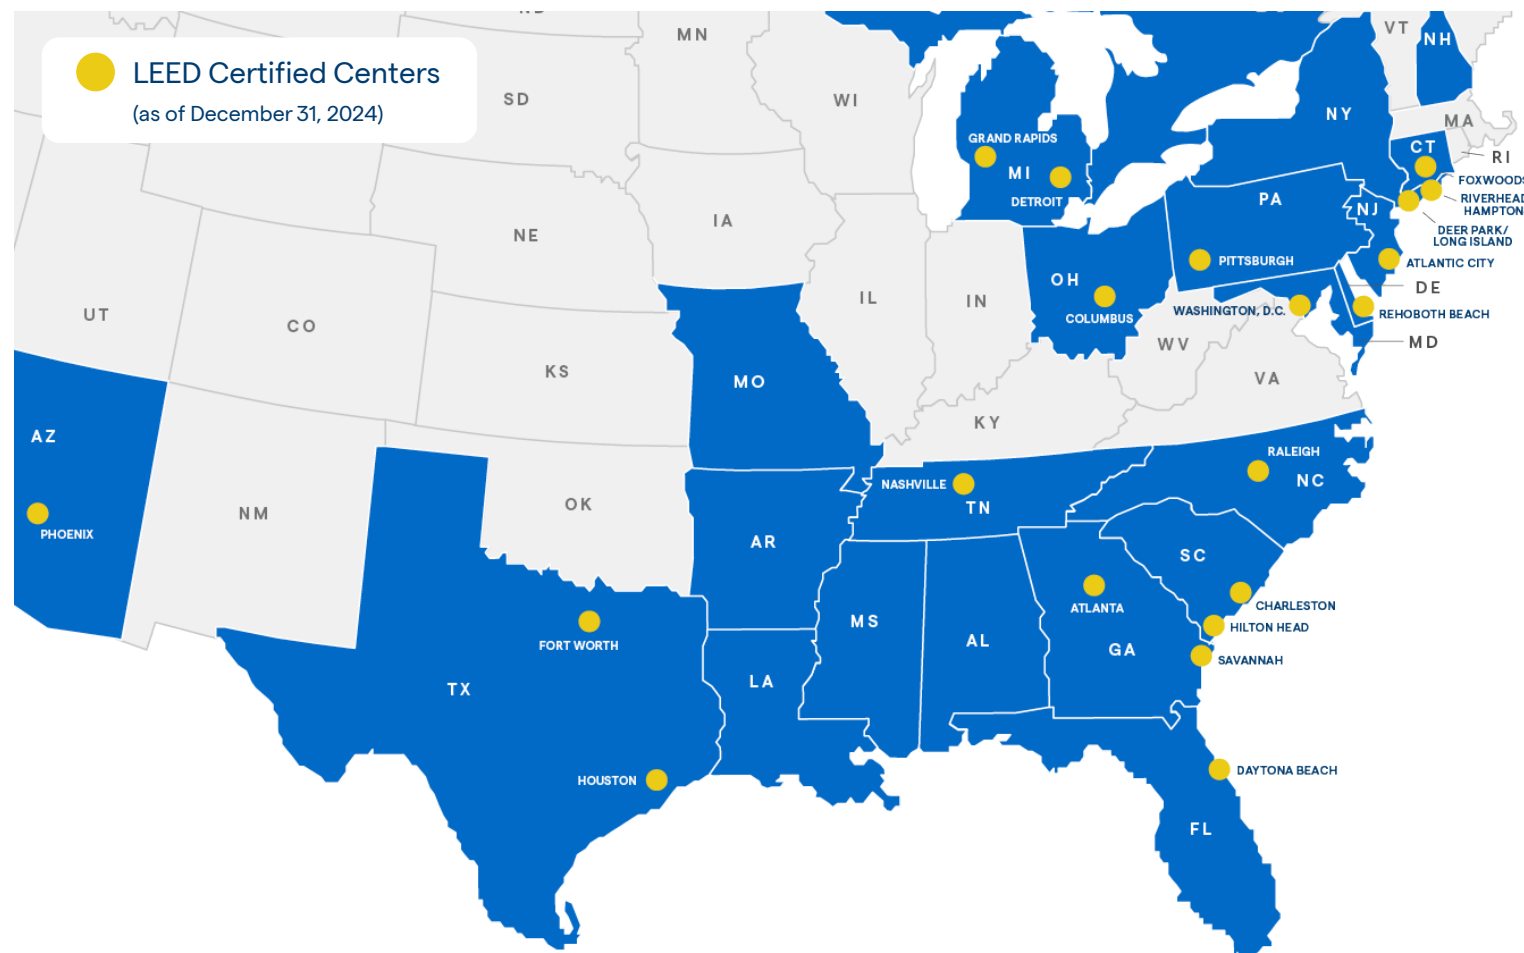 LEED Certified Centers
(as of December 31, 2024)
MN
VT
NH
SD
WI
NY
MA
GRAND RAPIDS
CT
RI
MI
FOXWOODS
DETROIT
PA
RIVERHEAD
HAMPTON
NJ
IA
NE
DEER PARK/
LONG ISLAND
PITTSBURGH
ATLANTIC CITY
OH
DE
IL
IN
UT
COLUMBUS
WASHINGTON, D.C.
REHOBOTH BEACH
CO
WV
MD
KS
MO
VA
AZ
KY
RALEIGH
NASHVILLE
NC
TN
NM
OK
PHOENIX
AR
SC
ATLANTA
CHARLESTON
MS
HILTON HEAD
FORT WORTH
AL
GA
SAVANNAH
TX
LA
HOUSTON
DAYTONA BEACH
FL